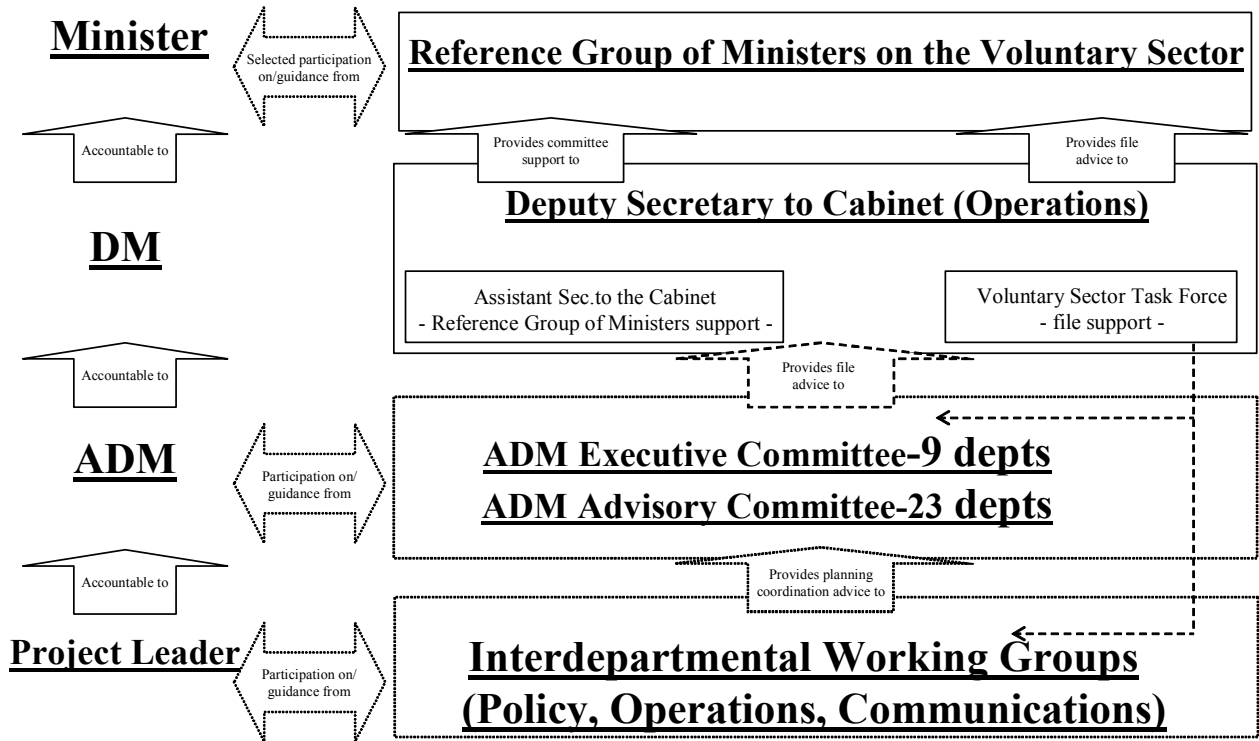 Minister
Selected participation
on/guidance from
Reference Group of Ministers on the Voluntary Sector
Accountable to
Provides committee
support to
Provides file
advice to
DM
Deputy Secretary to Cabinet (Operations)
Assistant Sec.to the Cabinet
- Reference Group of Ministers support -
Voluntary Sector Task Force
- file support -
Accountable to
Provides file
advice to
ADM
Participation on/
guidance from
ADM Executive Committee-9 depts
ADM Advisory Committee-23 depts
Accountable to
Provides planning
coordination advice to
Project Leader
Participation on/
guidance from
Interdepartmental Working Groups
(Policy, Operations, Communications)